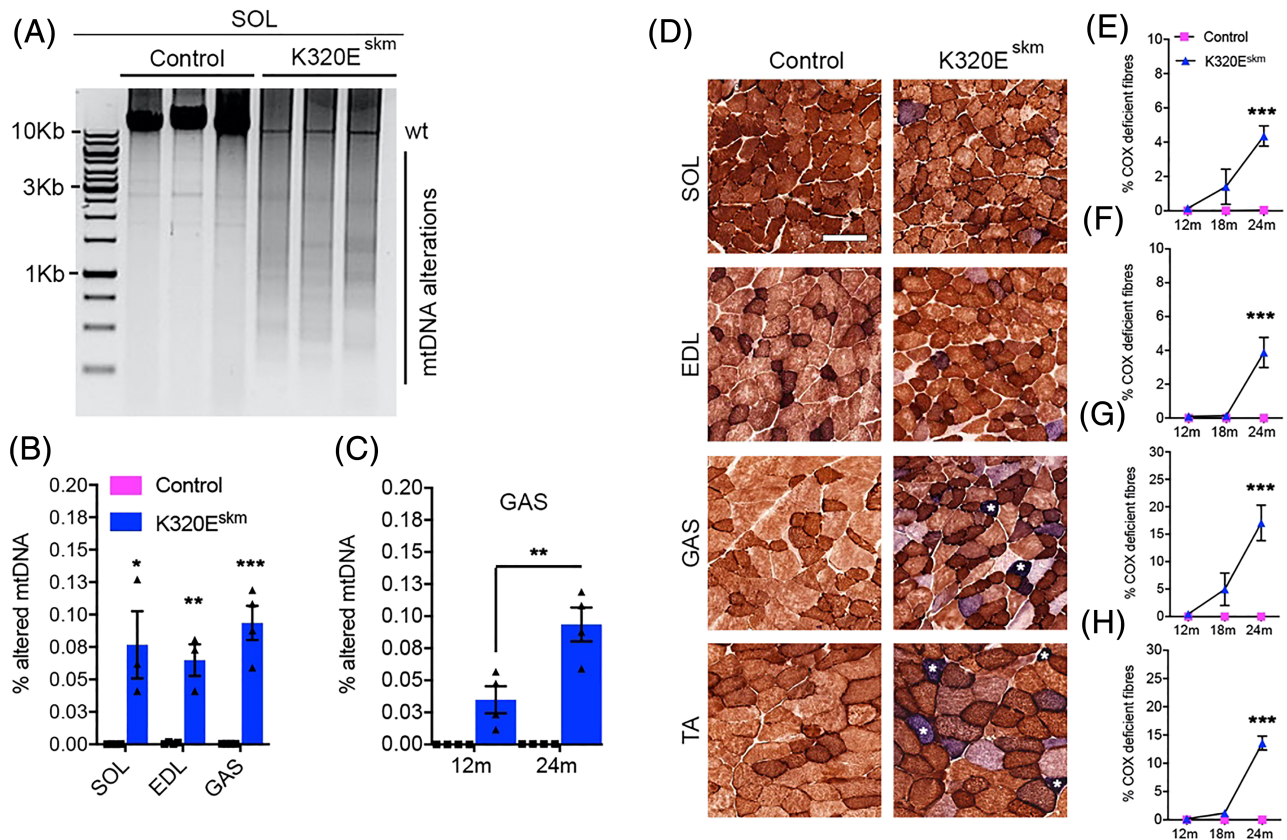 (A)
SOL
Control K320E skm
10Kb
3Kb
1Kb
wt
mtDNA alterations
(B)
Control
K320E skm
% altered mtDNA
0.20
0.18
0.15
0.13
0.10
0.08
0.05
0.03
0.00
* ** ***
SOL EDL GAS
(C)
GAS
% altered mtDNA
0.20
0.18
0.15
0.13
0.10
0.08
0.05
0.03
0.00
**
12m 24m
(D)
Control K320E skm
SOL
EDL
GAS
* *
TA
* * * *
(E)
Control
K320E skm
% COX deficient fibres
10
8
6
4
2
0
***
12m 18m 24m
(F)
% COX deficient fibres
10
8
6
4
2
0
***
12m 18m 24m
(G)
% COX deficient fibres
30
25
20
15
10
5
0
***
12m 18m 24m
(H)
% COX deficient fibres
30
25
20
15
10
5
0
***
12m 18m 24m